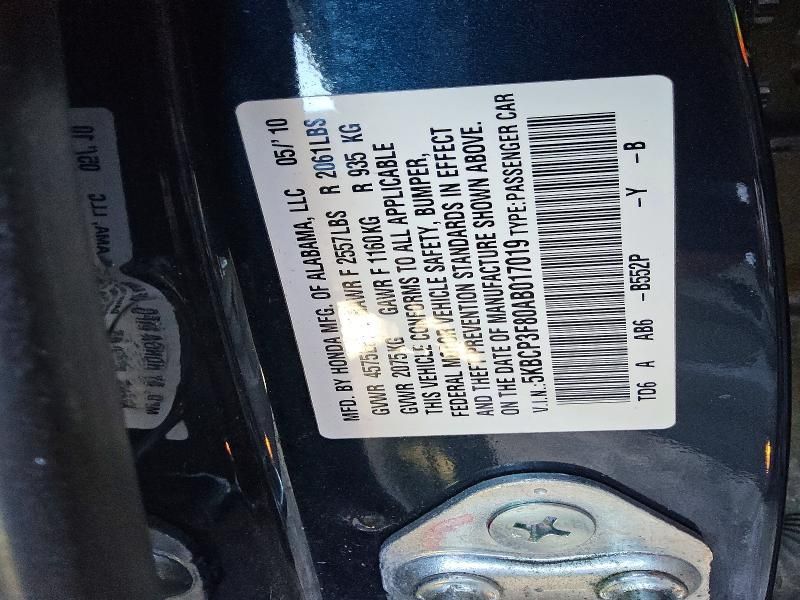 MFD. BY HONDA MFG. OF ALABAMA, LLC 05/'10
GVWR 4575LBS GAWR F 2557LBS R 2061LBS
GVWR 2075KG GAWR F 1160KG R 935 KG
THIS VEHICLE CONFORMS TO ALL APPLICABLE
FEDERAL MOTOR VEHICLE SAFETY, BUMPER,
AND THEFT PREVENTION STANDARDS IN EFFECT
ON THE DATE OF MANUFACTURE SHOWN ABOVE.
V.I.N.:5KBCP3F80AB017019 TYPE:PASSENGER CAR
TD6 A AB6 -B552P -Y -B